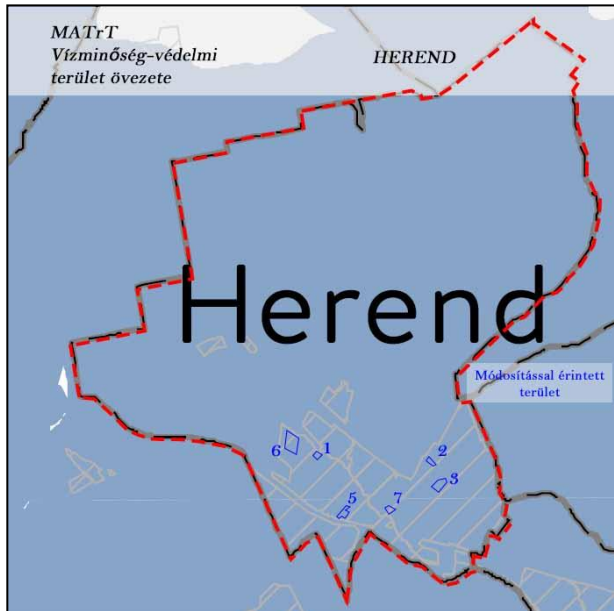 MATrT
Vízminőség-védelmi
terület övezete
HEREND
Herend
Módosítással érintett
terület
6
1
2
3
5
7